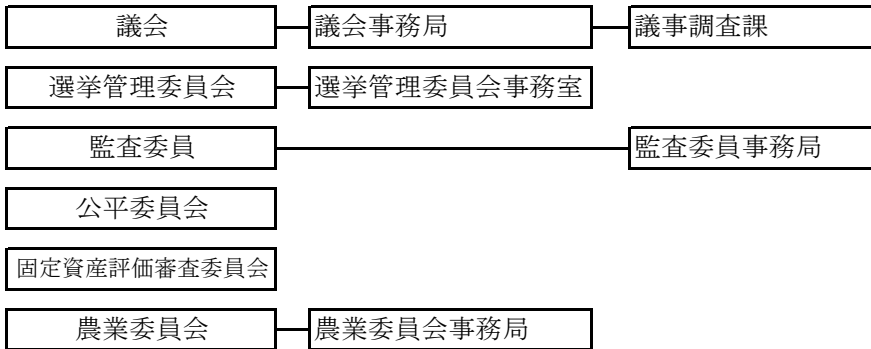 議会 議会事務局 議事調査課
選挙管理委員会 選挙管理委員会事務室
監査委員 監査委員事務局
公平委員会
固定資産評価審査委員会
農業委員会 農業委員会事務局